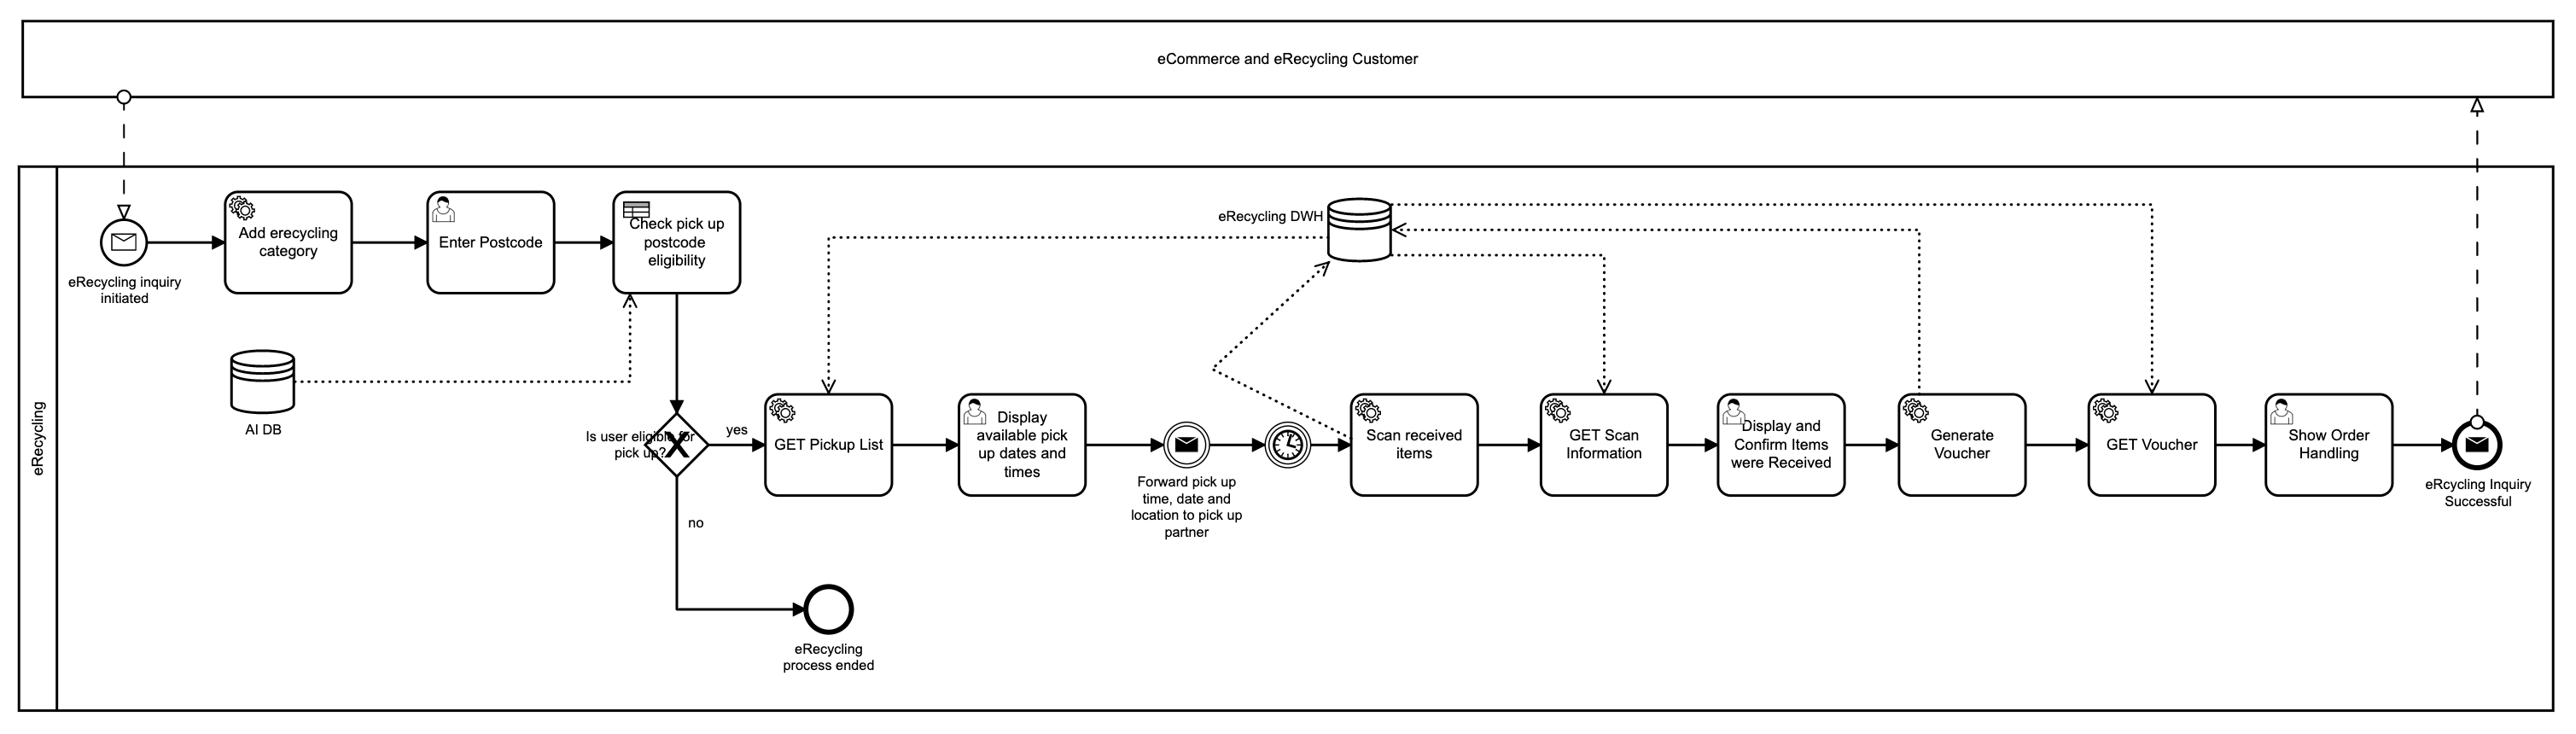 eCommerce and eRecycling Customer
eRecycling
eRecycling inquiry
initiated
Add erecycling
category
Enter Postcode
Check pick up
postcode
eligibility
AI DB
eRecycling DWH
Is user eligible for
pick up?
yes
no
eRecycling
process ended
GET Pickup List
Display
available pick
up dates and
times
Forward pick up
time, date and
location to pick up
partner
Scan received
items
GET Scan
Information
Display and
Confirm Items
were Received
Generate
Voucher
GET Voucher
Show Order
Handling
eRcycling Inquiry
Successful